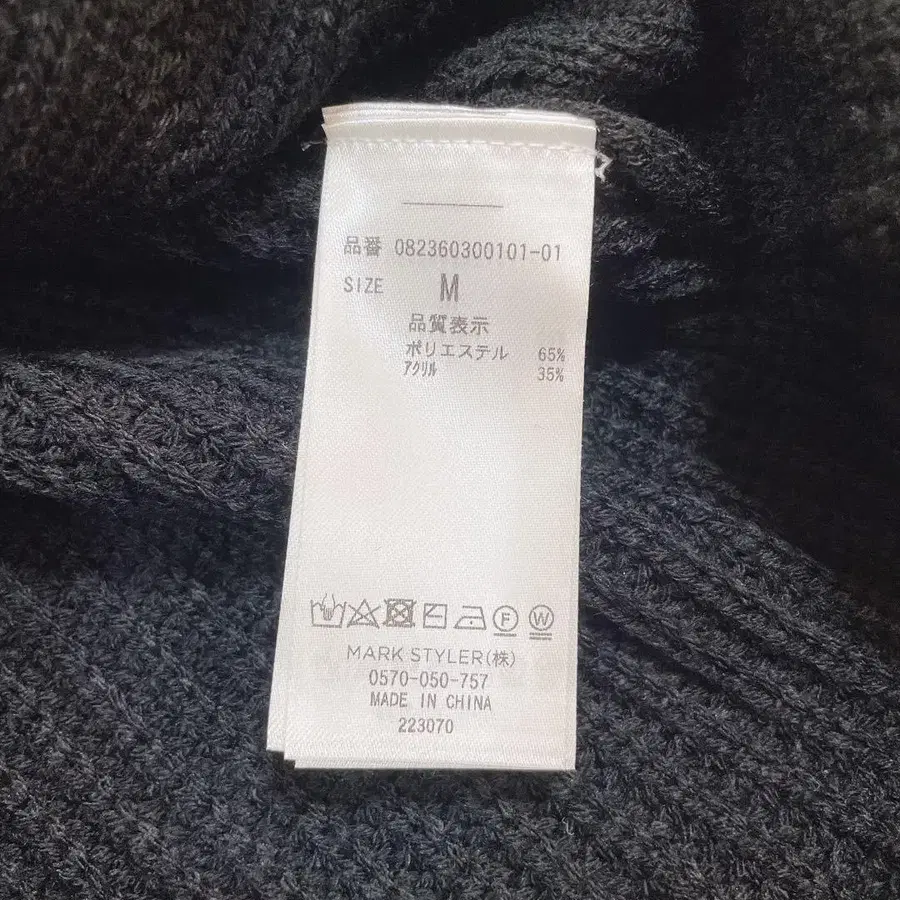 品番 082360300101-01
SIZE M
品質表示
ポリエステル 65%
アクリル 35%
F W
MARK STYLER(株)
0570-050-757
MADE IN CHINA
223070